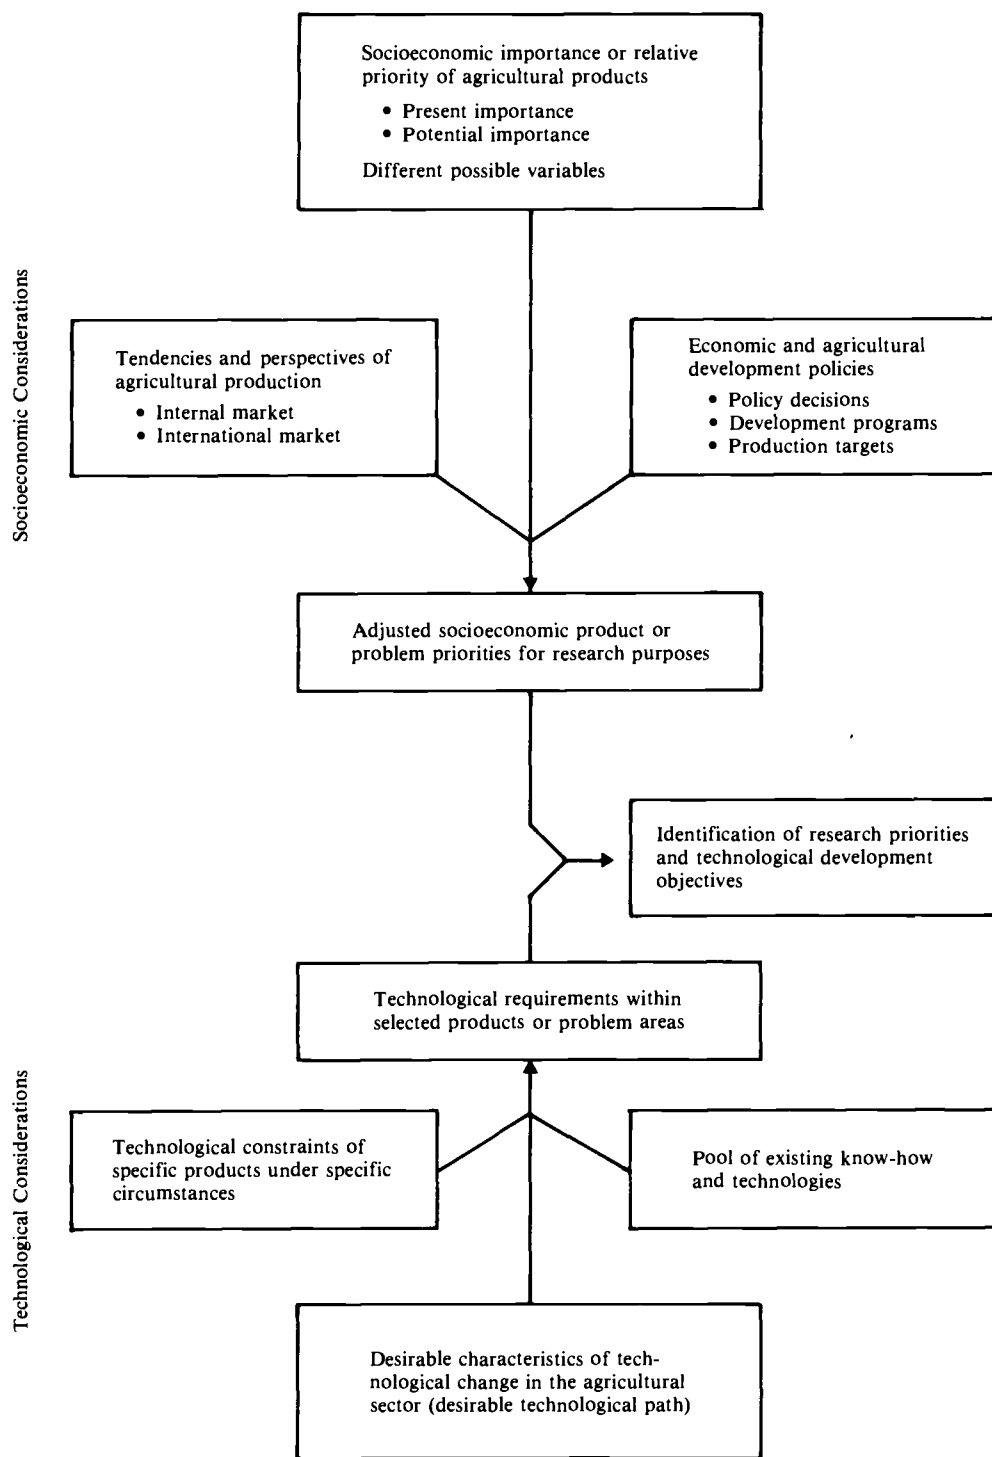 Socioeconomic importance or relative
priority of agricultural products
• Present importance
• Potential importance
Different possible variables
Socioeconomic Considerations
Tendencies and perspectives of
agricultural production
• Internal market
• International market
Economic and agricultural
development policies
• Policy decisions
• Development programs
• Production targets
Adjusted socioeconomic product or
problem priorities for research purposes
Identification of research priorities
and technological development
objectives
Technological requirements within
selected products or problem areas
Technological Considerations
Technological constraints of
specific products under specific
circumstances
Pool of existing know-how
and technologies
Desirable characteristics of tech-
nological change in the agricultural
sector (desirable technological path)